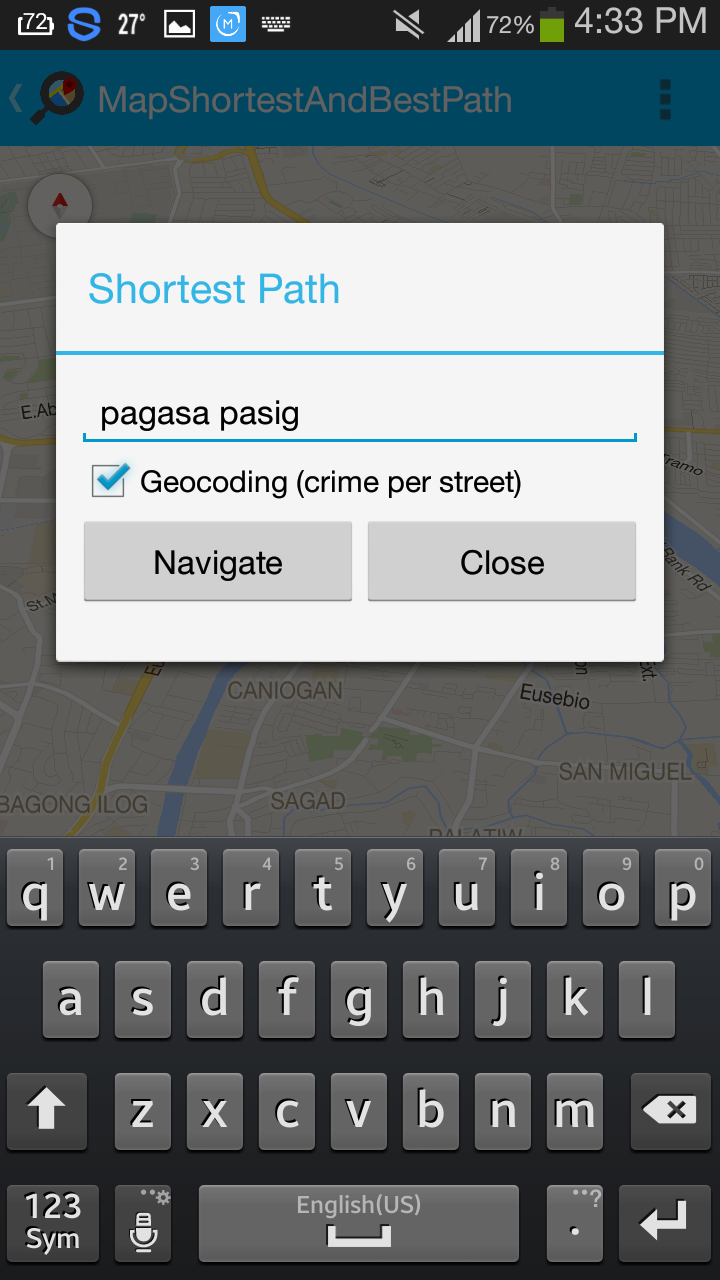 72 27° M 72% 4:33 PM
MapShortestAndBestPath
Shortest Path
E.Ab
pagasa pasig
Framo
Geocoding (crime per street)
Navigate Close
Bank Rd
St.M
Ext.
CANIOGAN
Eusebio
SAN MIGUEL
BAGONG ILOG
SAGAD
PALATIW
1 2 3 4 5 6 7 8 9 0
q w e r t y u i o p
a s d f g h j k l
z x c v b n m
123 English(US) ?
Sym .